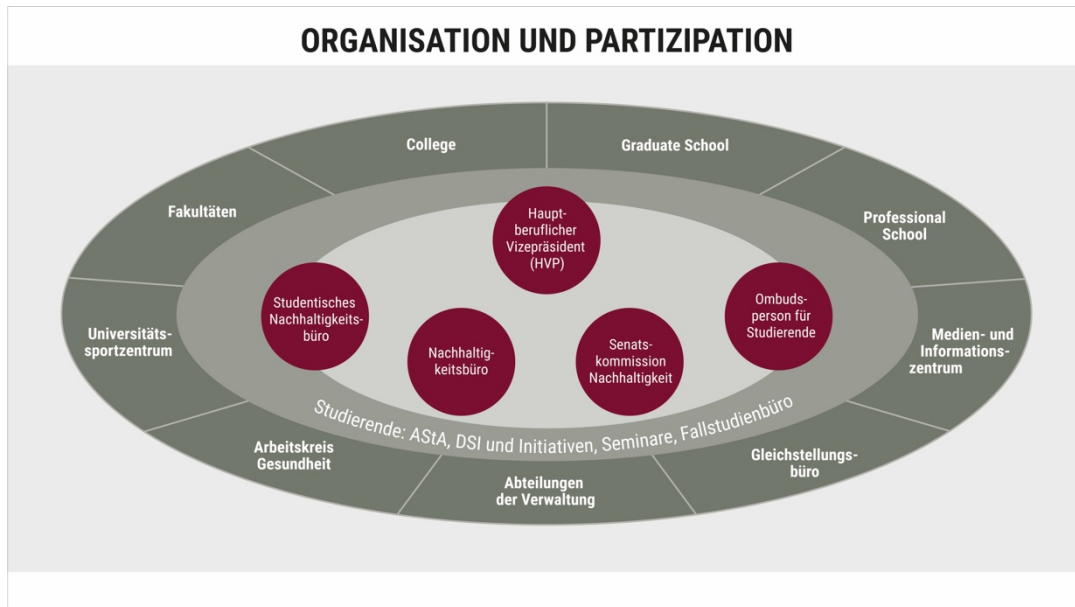 ORGANISATION UND PARTIZIPATION
College
Graduate School
Fakultäten
Professional
School
Haupt-
beruflicher
Vizepräsident
(HVP)
Studentisches
Nachhaltigkeits-
büro
Ombuds-
person für
Studierende
Universitäts-
sportzentrum
Nachhaltig-
keitsbüro
Senats-
kommission
Nachhaltigkeit
Medien- und
Informations-
zentrum
Studierende: AStA, DSI und Initiativen, Seminare, Fallstudienbüro
Arbeitskreis
Gesundheit
Abteilungen
der Verwaltung
Gleichstellungs-
büro